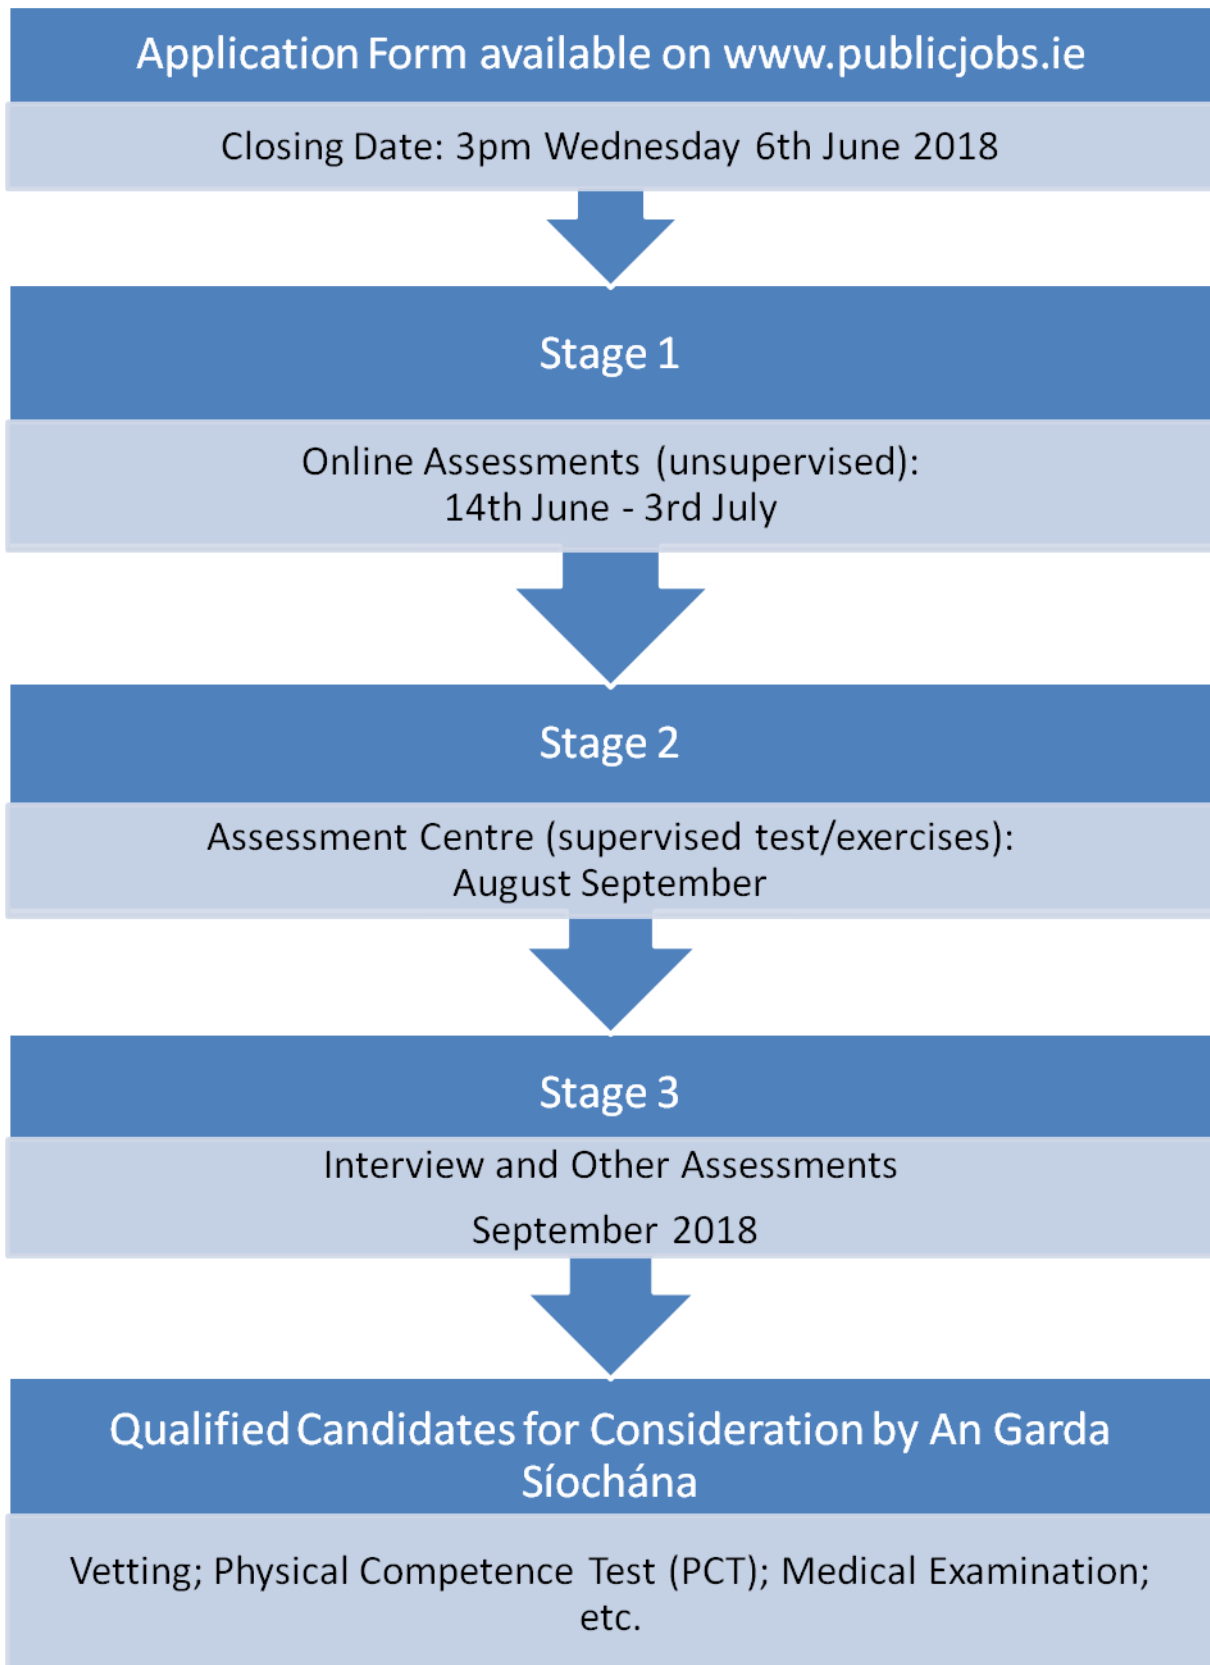 Application Form available on www.publicjobs.ie
Closing Date: 3pm Wednesday 6th June 2018
Stage 1
Online Assessments (unsupervised):
14th June - 3rd July
Stage 2
Assessment Centre (supervised test/exercises):
August September
Stage 3
Interview and Other Assessments
September 2018
Qualified Candidates for Consideration by An Garda
Síochána
Vetting; Physical Competence Test (PCT); Medical Examination;
etc.